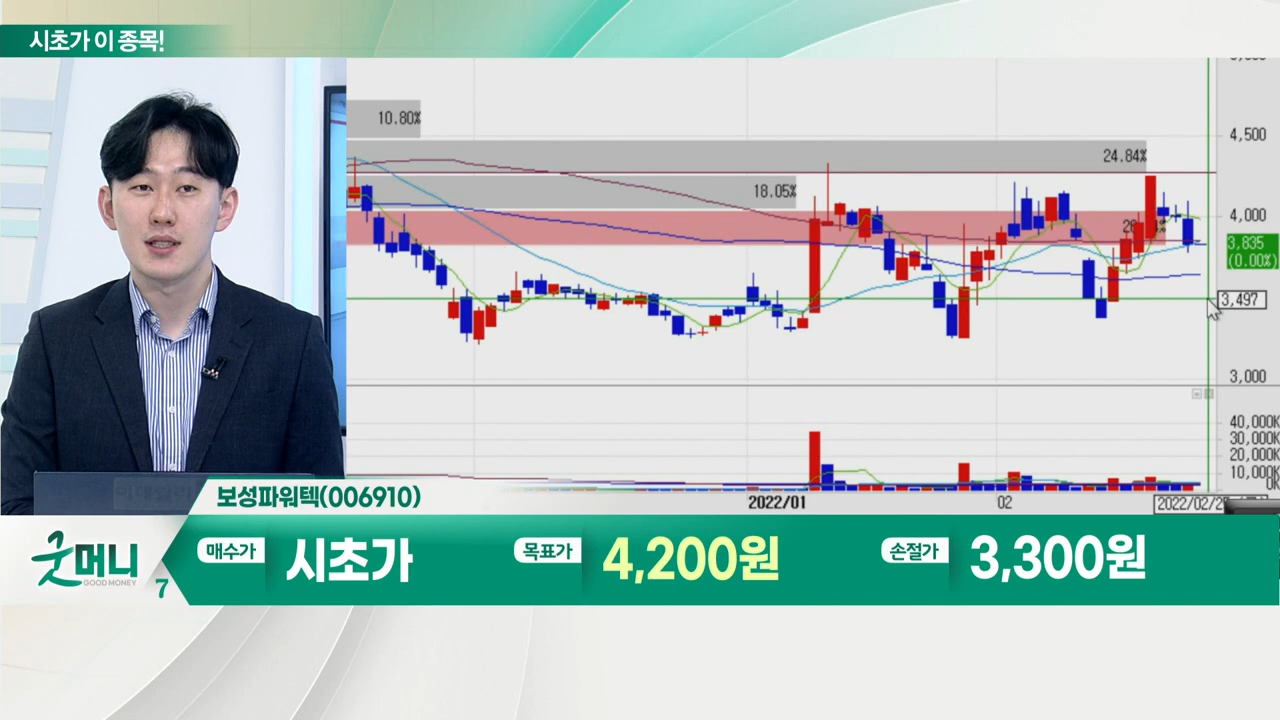 시초가 이 종목!
10.80%
24.84%
18.05%
4,500
4,000
3,835
(0.00%)
3,497
3,000
40,000K
30,000K
20,000K
10,000K
0K
2022/01
02
보성파워텍(006910)
굿머니
GOOD MONEY
7
매수가 시초가
목표가 4,200원
손절가 3,300원